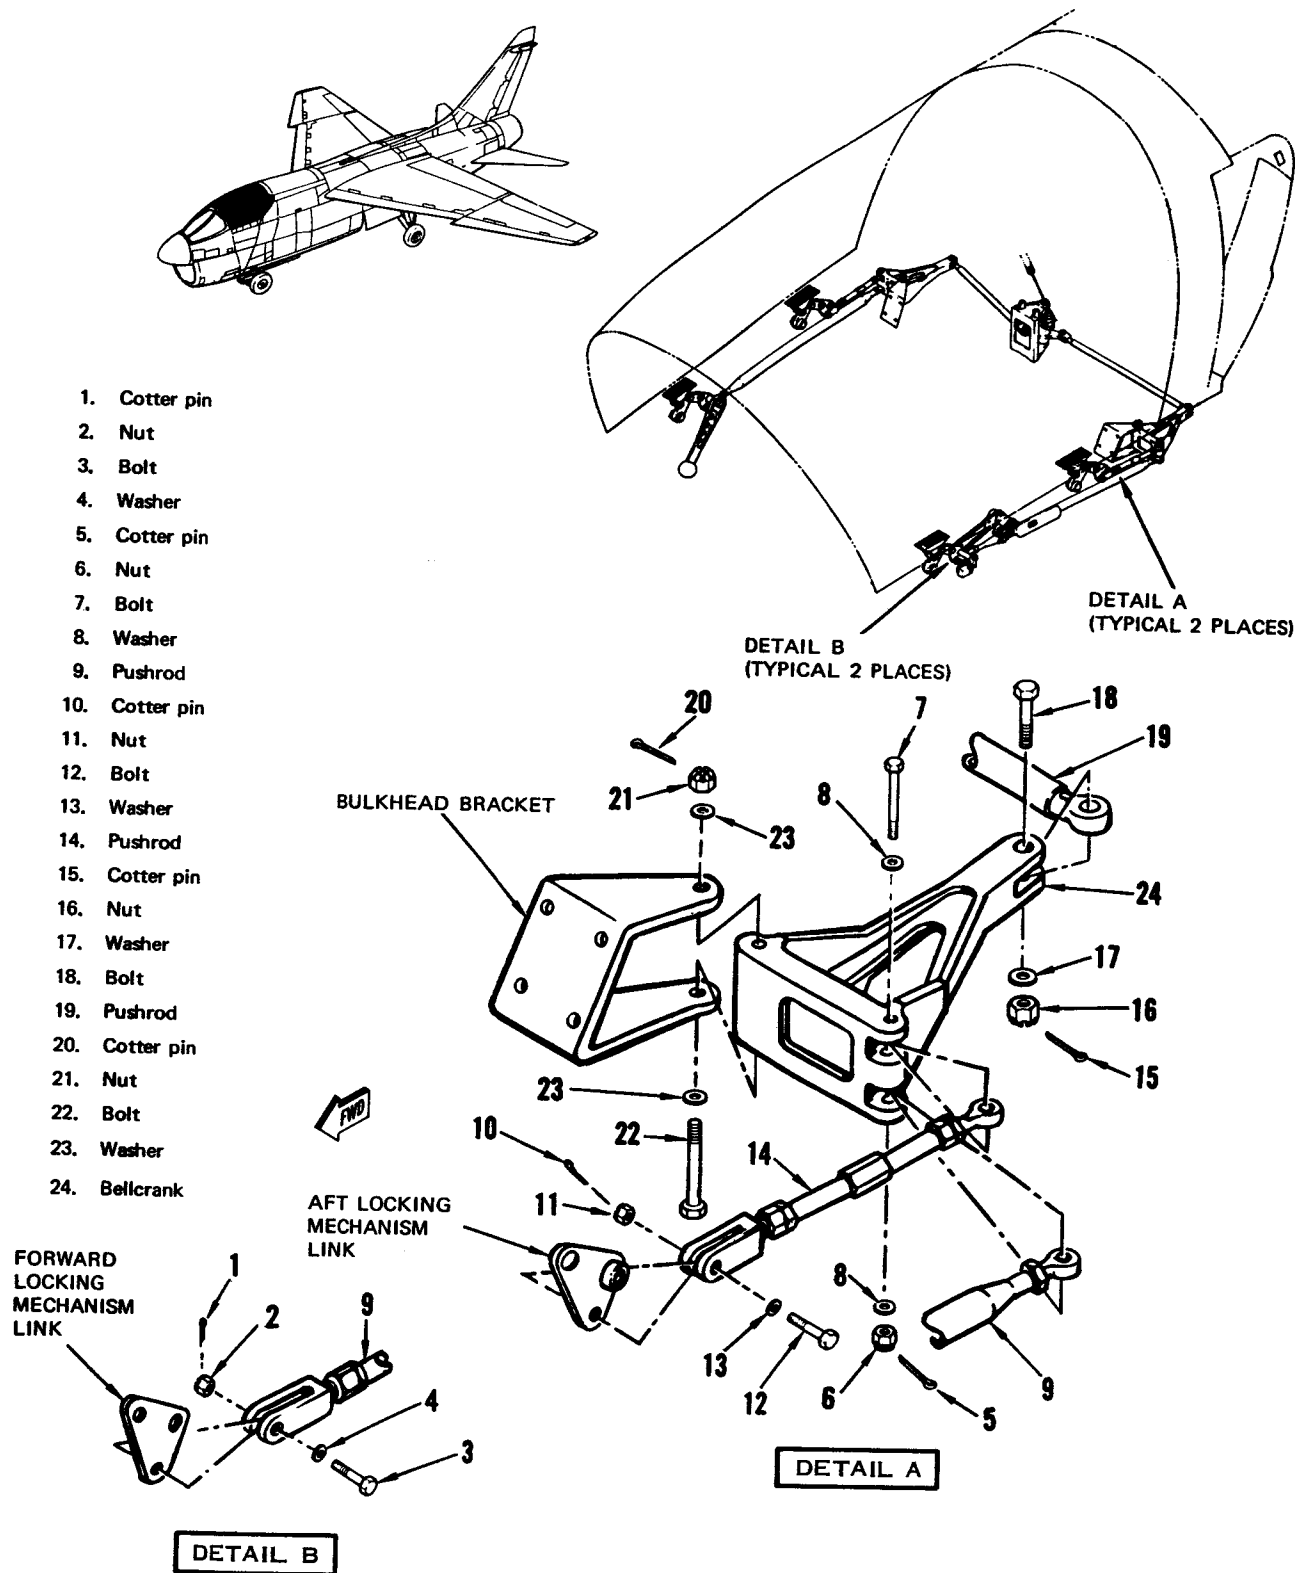 1. Cotter pin
2. Nut
3. Bolt
4. Washer
5. Cotter pin
6. Nut
7. Bolt
8. Washer
9. Pushrod
10. Cotter pin
11. Nut
12. Bolt
13. Washer
14. Pushrod
15. Cotter pin
16. Nut
17. Washer
18. Bolt
19. Pushrod
20. Cotter pin
21. Nut
22. Bolt
23. Washer
24. Bellcrank
DETAIL A
(TYPICAL 2 PLACES)
DETAIL B
(TYPICAL 2 PLACES)
20
7
18
19
21
8
23
BULKHEAD BRACKET
24
17
16
15
23
FWD
10
22
14
11
AFT LOCKING
MECHANISM
LINK
FORWARD
LOCKING
MECHANISM
LINK
1
2
9
8
13
12
6
5
9
4
3
DETAIL A
DETAIL B